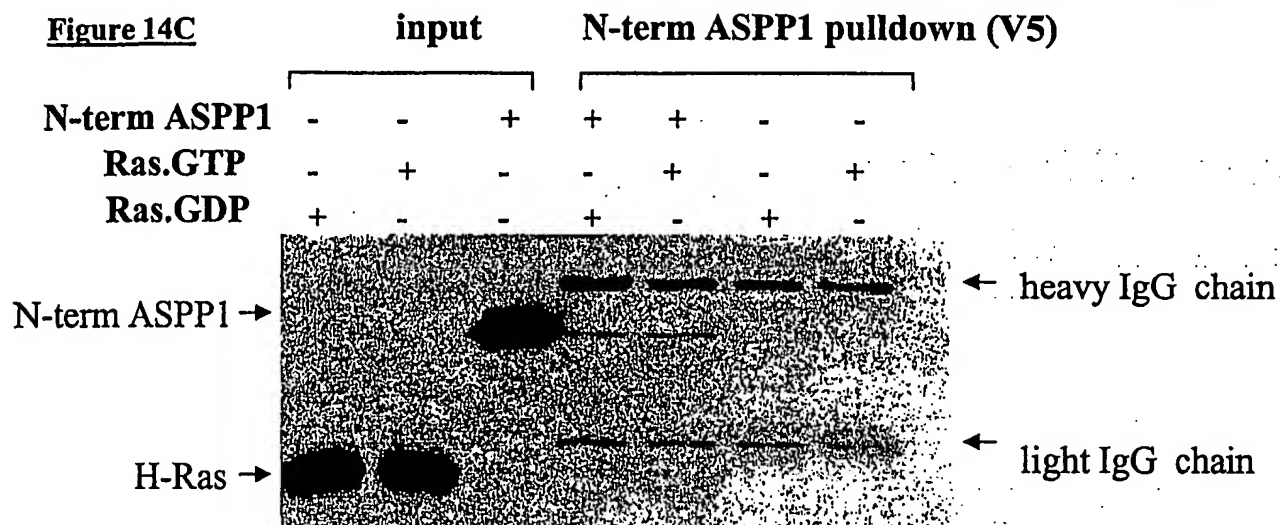 Figure 14C input N-term ASPP1 pulldown (V5)
N-term ASPP1 - - + + + - -
Ras.GTP - + - - + - +
Ras.GDP + - - + - + -
← heavy IgG chain
N-term ASPP1 →
← light IgG chain
H-Ras →